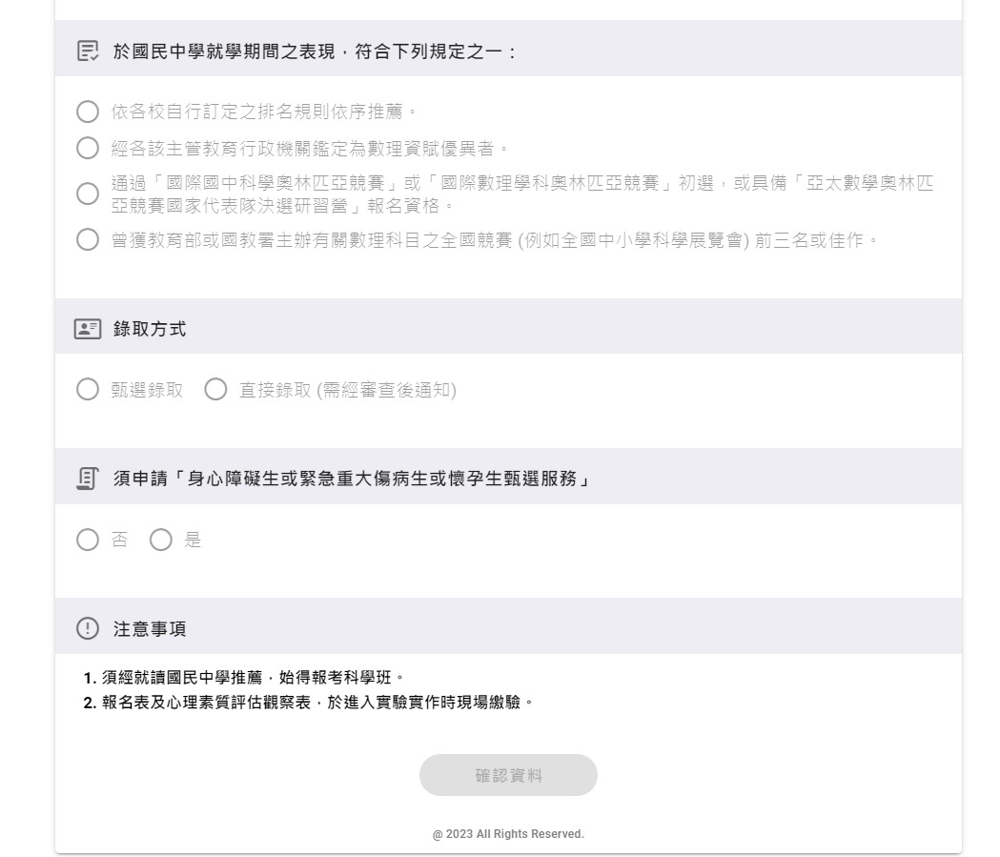 於國民中學就學期間之表現，符合下列規定之一：
依各校自行訂定之排名規則依序推薦。
經各該主管教育行政機關鑑定為數理資賦優異者。
通過「國際國中科學奧林匹亞競賽」或「國際數理學科奧林匹亞競賽」初選，或具備「亞太數學奧林匹
亞競賽國家代表隊決選研習營」報名資格。
曾獲教育部或國教署主辦有關數理科目之全國競賽 (例如全國中小學科學展覽會) 前三名或佳作。
錄取方式
甄選錄取 直接錄取 (需經審查後通知)
須申請「身心障礙生或緊急重大傷病生或懷孕生甄選服務」
否 是
注意事項
1. 須經就讀國民中學推薦，始得報考科學班。
2. 報名表及心理素質評估觀察表，於進入實驗實作時現場繳驗。
確認資料
@ 2023 All Rights Reserved.